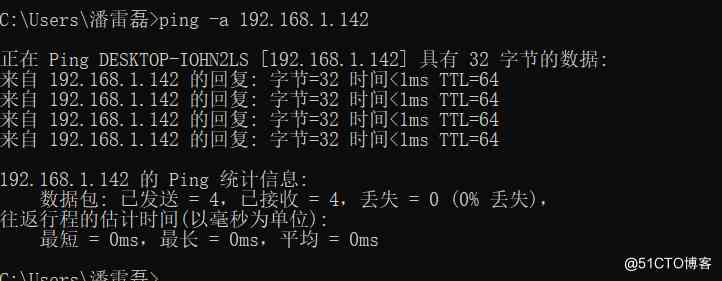 C:\Users\潘雷磊>ping -a 192.168.1.142
正在 Ping DESKTOP-IOHN2LS [192.168.1.142] 具有 32 字节的数据:
来自 192.168.1.142 的回复: 字节=32 时间<1ms TTL=64
来自 192.168.1.142 的回复: 字节=32 时间<1ms TTL=64
来自 192.168.1.142 的回复: 字节=32 时间<1ms TTL=64
来自 192.168.1.142 的回复: 字节=32 时间<1ms TTL=64
192.168.1.142 的 Ping 统计信息:
数据包: 已发送 = 4，已接收 = 4，丢失 = 0 (0% 丢失)，
往返行程的估计时间(以毫秒为单位):
最短 = 0ms，最长 = 0ms，平均 = 0ms
C:\Users\潘雷磊>
@51CTO博客